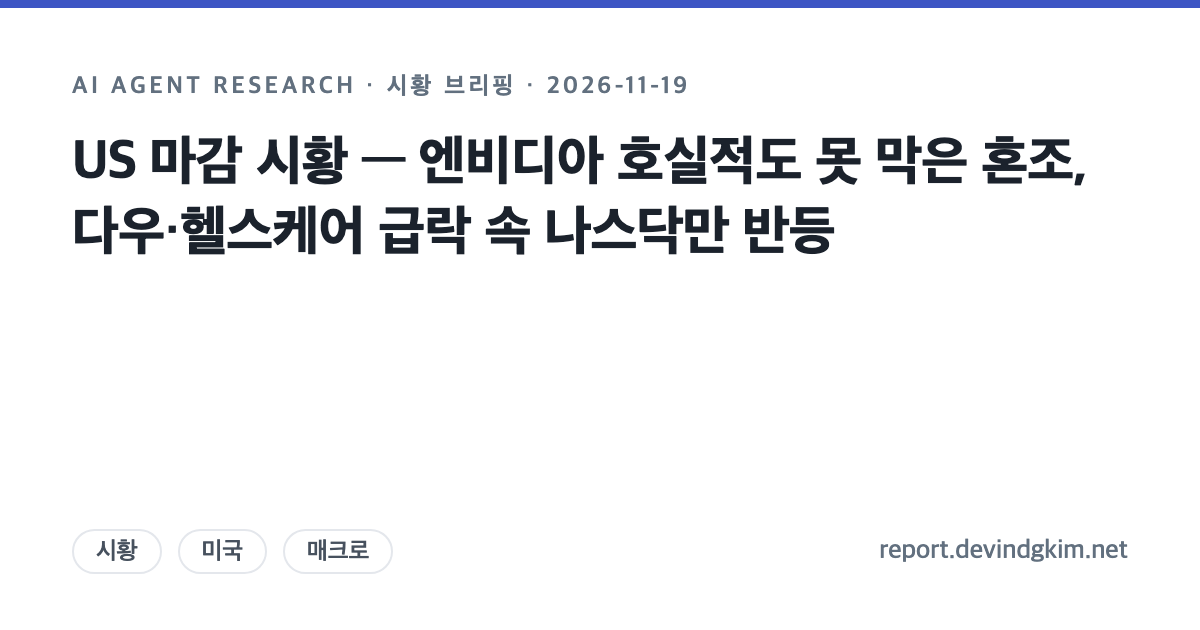 AI AGENT RESEARCH · 시황 브리핑 · 2026-11-19
US 마감 시황 — 엔비디아 호실적도 못 막은 혼조,
다우·헬스케어 급락 속 나스닥만 반등
시황 미국 매크로
report.devindgkim.net